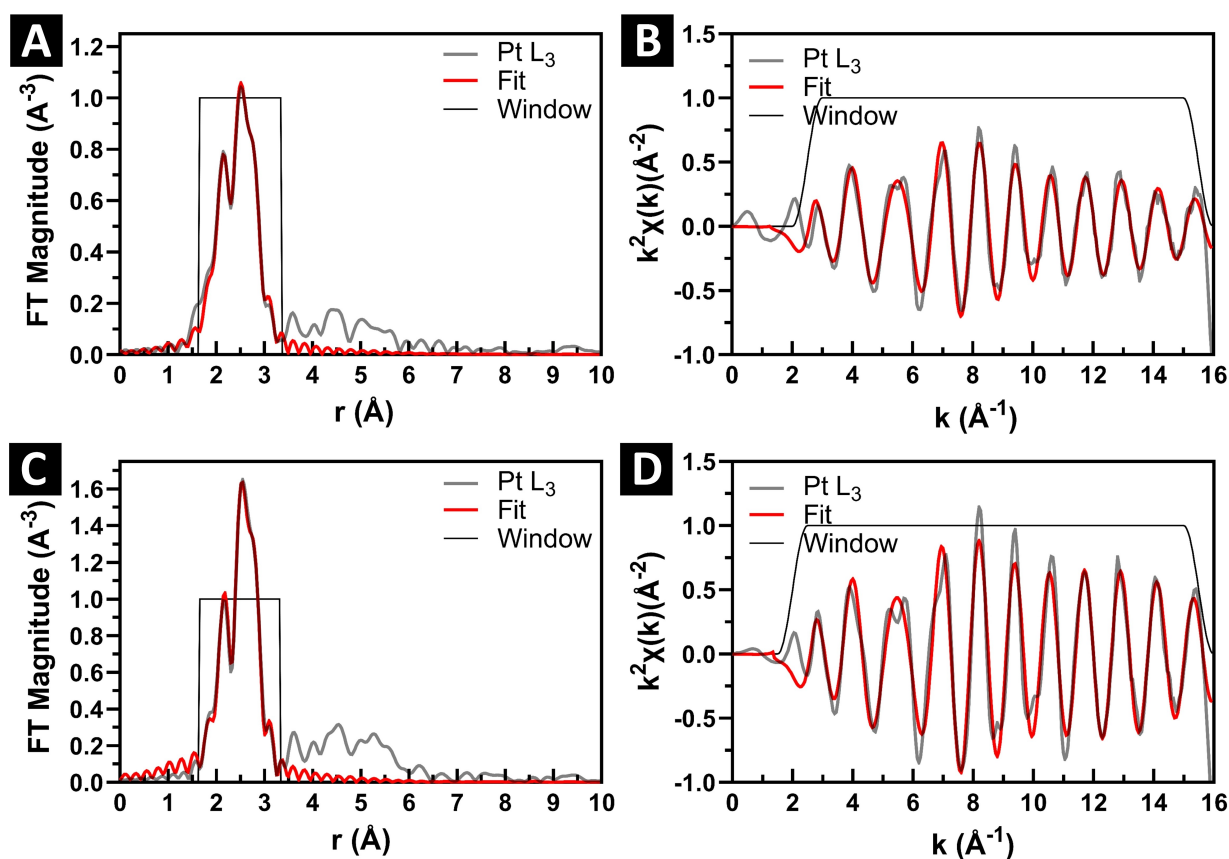 A
FT Magnitude (A⁻³)
1.2
1.0
0.8
0.6
0.4
0.2
0.0
Pt L₃
Fit
Window
0 1 2 3 4 5 6 7 8 9 10
r (Å)
B
k²χ(k)(Å⁻²)
1.0
0.5
0.0
-0.5
-1.0
Pt L₃
Fit
Window
0 2 4 6 8 10 12 14 16
k (Å⁻¹)
C
FT Magnitude (A⁻³)
1.6
1.4
1.2
1.0
0.8
0.6
0.4
0.2
0.0
Pt L₃
Fit
Window
0 1 2 3 4 5 6 7 8 9 10
r (Å)
D
k²χ(k)(Å⁻²)
1.5
1.0
0.5
0.0
-0.5
-1.0
Pt L₃
Fit
Window
0 2 4 6 8 10 12 14 16
k (Å⁻¹)
1.5